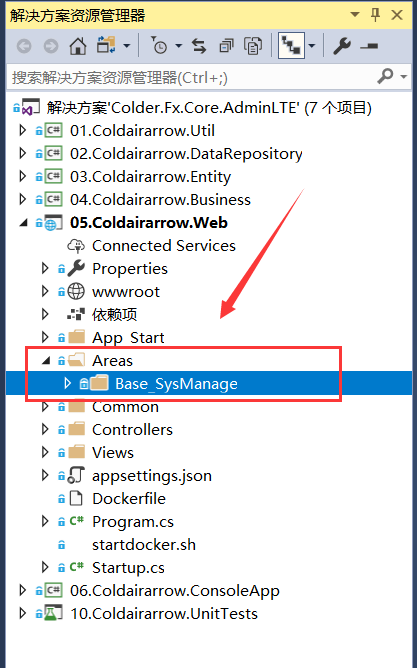 解决方案资源管理器
搜索解决方案资源管理器(Ctrl+;)
解决方案'Colder.Fx.Core.AdminLTE' (7 个项目)
01.Coldairarrow.Util
02.Coldairarrow.DataRepository
03.Coldairarrow.Entity
04.Coldairarrow.Business
05.Coldairarrow.Web
Connected Services
Properties
wwwroot
依赖项
App_Start
Areas
Base_SysManage
Common
Controllers
Views
appsettings.json
Dockerfile
C# Program.cs
startdocker.sh
C# Startup.cs
06.Coldairarrow.ConsoleApp
10.Coldairarrow.UnitTests